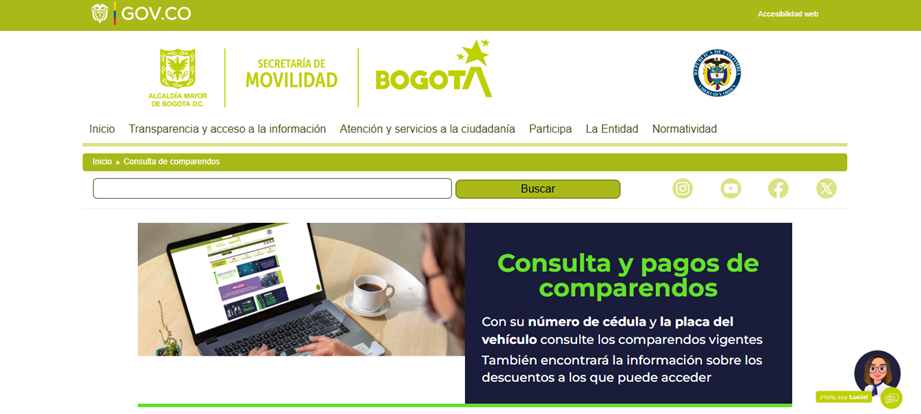 GOV.CO
Accesibilidad web
ALCALDÍA MAYOR
DE BOGOTÁ D.C.
SECRETARÍA DE
MOVILIDAD
BOGOTÁ
REPÚBLICA DE COLOMBIA
Inicio Transparencia y acceso a la información Atención y servicios a la ciudadanía Participa La Entidad Normatividad
Inicio » Consulta de comparendos
Buscar
Consulta y pagos de
comparendos
Con su número de cédula y la placa del
vehículo consulte los comparendos vigentes
También encontrará la información sobre los
descuentos a los que puede acceder
¡Hola, soy Lucia!